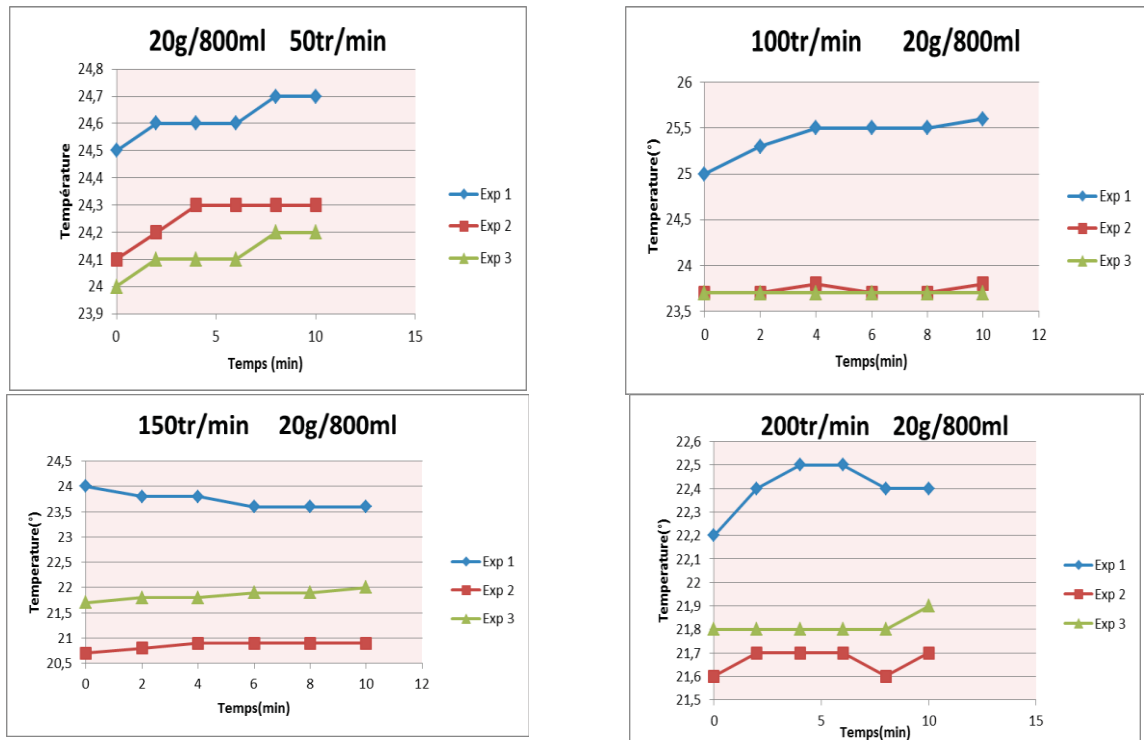 20g/800ml 50tr/min
24,8
24,7
24,6
24,5
24,4
24,3
24,2
24,1
24
23,9
Température
0 5 10 15
Temps (min)
Exp 1
Exp 2
Exp 3
100tr/min 20g/800ml
26
25,5
25
24,5
24
23,5
Temperature(°)
0 2 4 6 8 10 12
Temps(min)
Exp 1
Exp 2
Exp 3
150tr/min 20g/800ml
24,5
24
23,5
23
22,5
22
21,5
21
20,5
Temperature(°)
0 2 4 6 8 10 12
Temps(min)
Exp 1
Exp 2
Exp 3
200tr/min 20g/800ml
22,6
22,5
22,4
22,3
22,2
22,1
22
21,9
21,8
21,7
21,6
21,5
Temperature(°)
0 5 10 15
Temps(min)
Exp 1
Exp 2
Exp 3